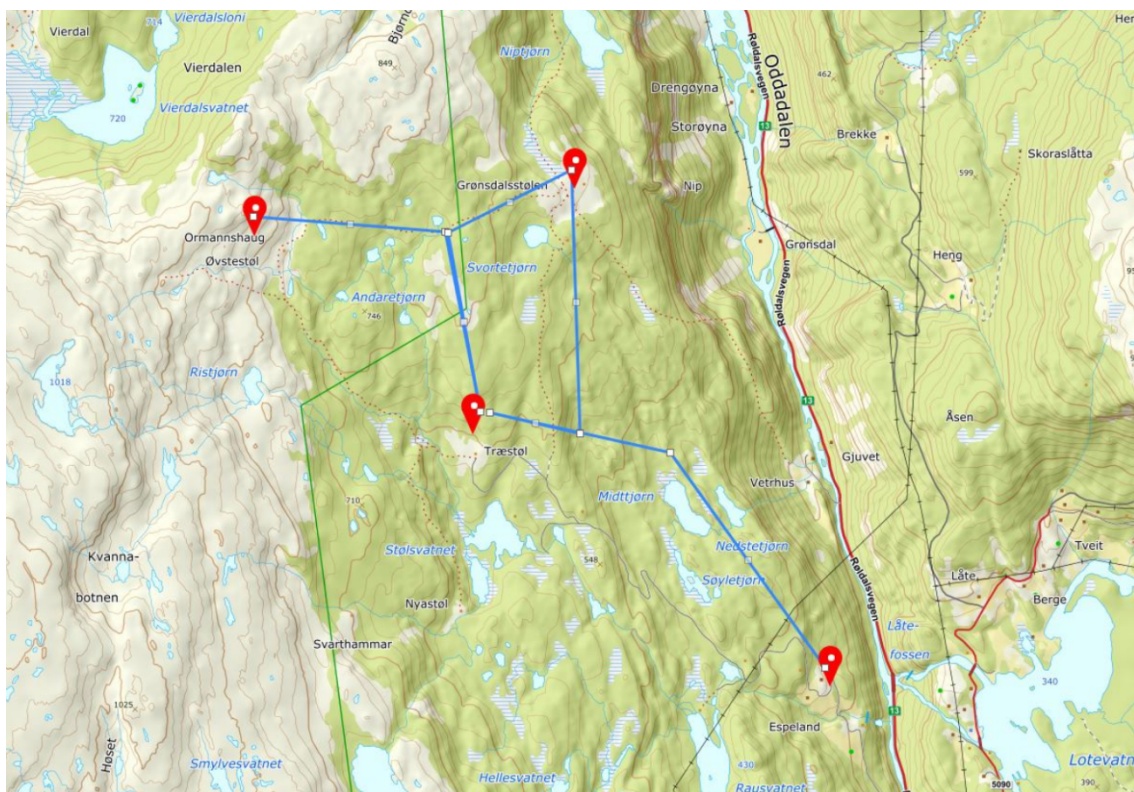 Vierdalsloni
714
Vierdal
Vierdalen
Vierdalsvatnet
720
849
Niptjørn
Røldalsvegen
Oddadalen
13
462
Drengøyna
Storøyna
Brekke
Skoraslåtta
599
Grønsdalsstølen
Nip
Ormannshaug
Øvstestøl
Svortetjørn
Grønsdal
Heng
Røldalsvegen
Andaretjørn
746
1018
Ristjørn
13
Åsen
Træstøl
Gjuvet
Vetrhus
710
Midttjørn
Stølsvatnet
Nedstetjørn
548
Søyletjørn
Røldalsvegen
Kvanna-
botnen
Tveit
Låte
Berge
Nyastøl
Svarthammar
Låte-
fossen
340
1025
Høset
13
Espeland
Smylvesvatnet
Hellesvatnet
430
Rausvatnet
Lotevatn
5090
390